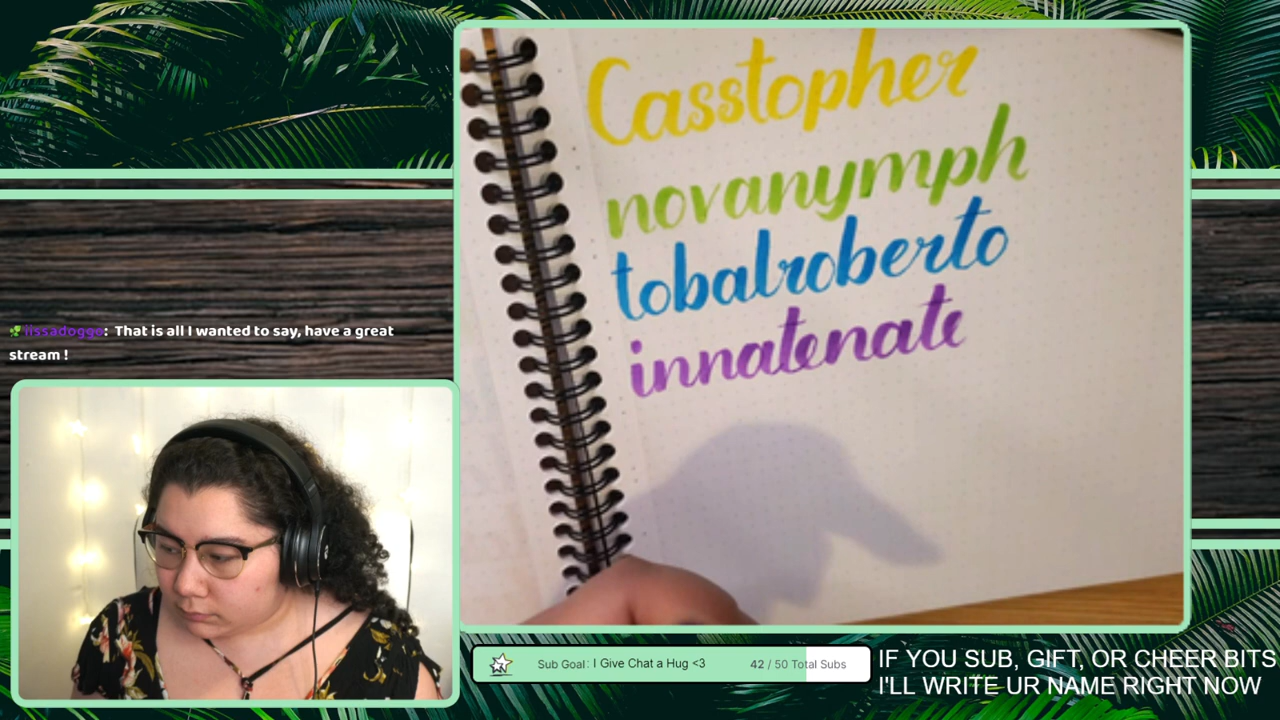 Casstopher
novanymph
tobalroberto
innatenate
lissadoggo: That is all I wanted to say, have a great
stream !
Sub Goal: I Give Chat a Hug <3 42 / 50 Total Subs
IF YOU SUB, GIFT, OR CHEER BITS
I'LL WRITE UR NAME RIGHT NOW